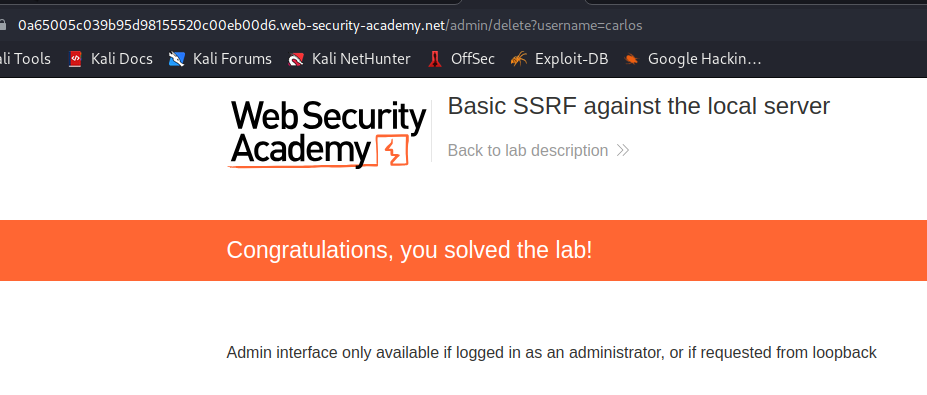 0a65005c039b95d98155520c00eb00d6.web-security-academy.net/admin/delete?username=carlos
ali Tools Kali Docs Kali Forums Kali NetHunter OffSec Exploit-DB Google Hackin…
Web Security
Academy
Basic SSRF against the local server
Back to lab description
Congratulations, you solved the lab!
Admin interface only available if logged in as an administrator, or if requested from loopback